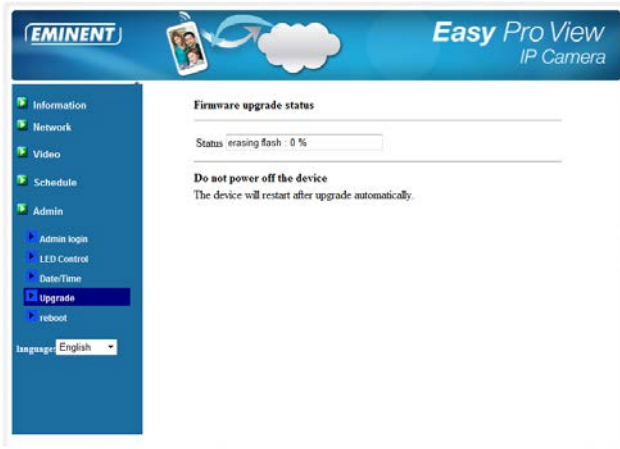 EMINENT
Easy Pro View
IP Camera
Information
Network
Video
Schedule
Admin
Admin login
LED Control
Date/Time
Upgrade
reboot
language: English
Firmware upgrade status
Status erasing flash : 0 %
Do not power off the device
The device will restart after upgrade automatically.